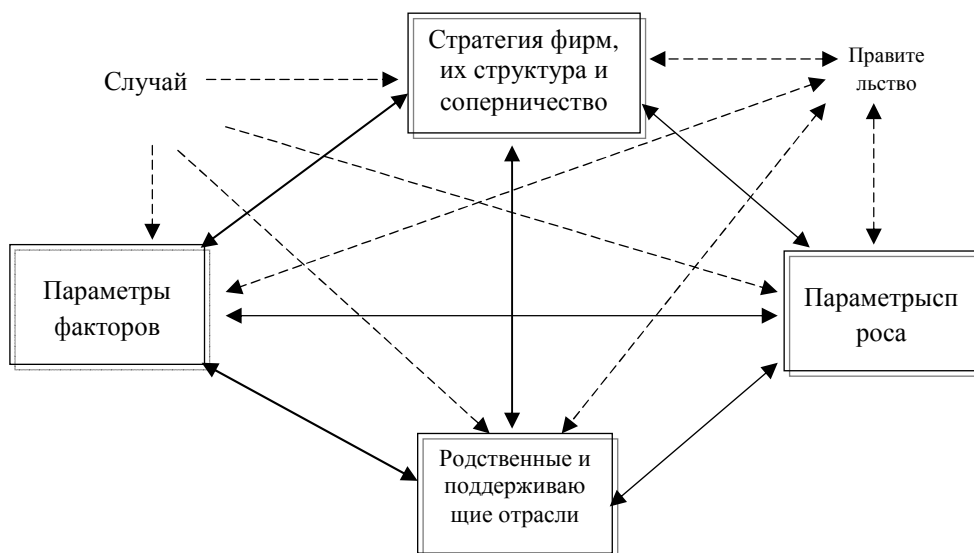 Стратегия фирм,
их структура и
соперничество
Случай
Правите
льство
Параметры
факторов
Параметрысп
роса
Родственные и
поддерживаю
щие отрасли